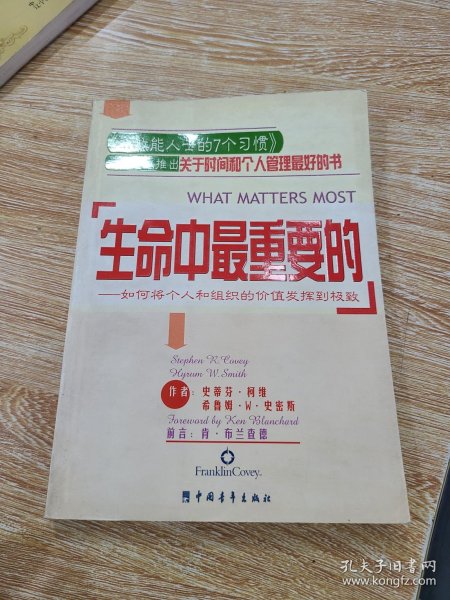 能人士的7个习惯》
推出关于时间和个人管理最好的书
WHAT MATTERS MOST
「生命中最重要的」
——如何将个人和组织的价值发挥到极致
Stephen R. Covey
Hyrum W. Smith
作者：史蒂芬·柯维
希鲁姆·W·史密斯
Foreword by Ken Blanchard
前言：肯·布兰查德
FranklinCovey
中国青年出版社
孔夫子旧书网
www.kongfz.com